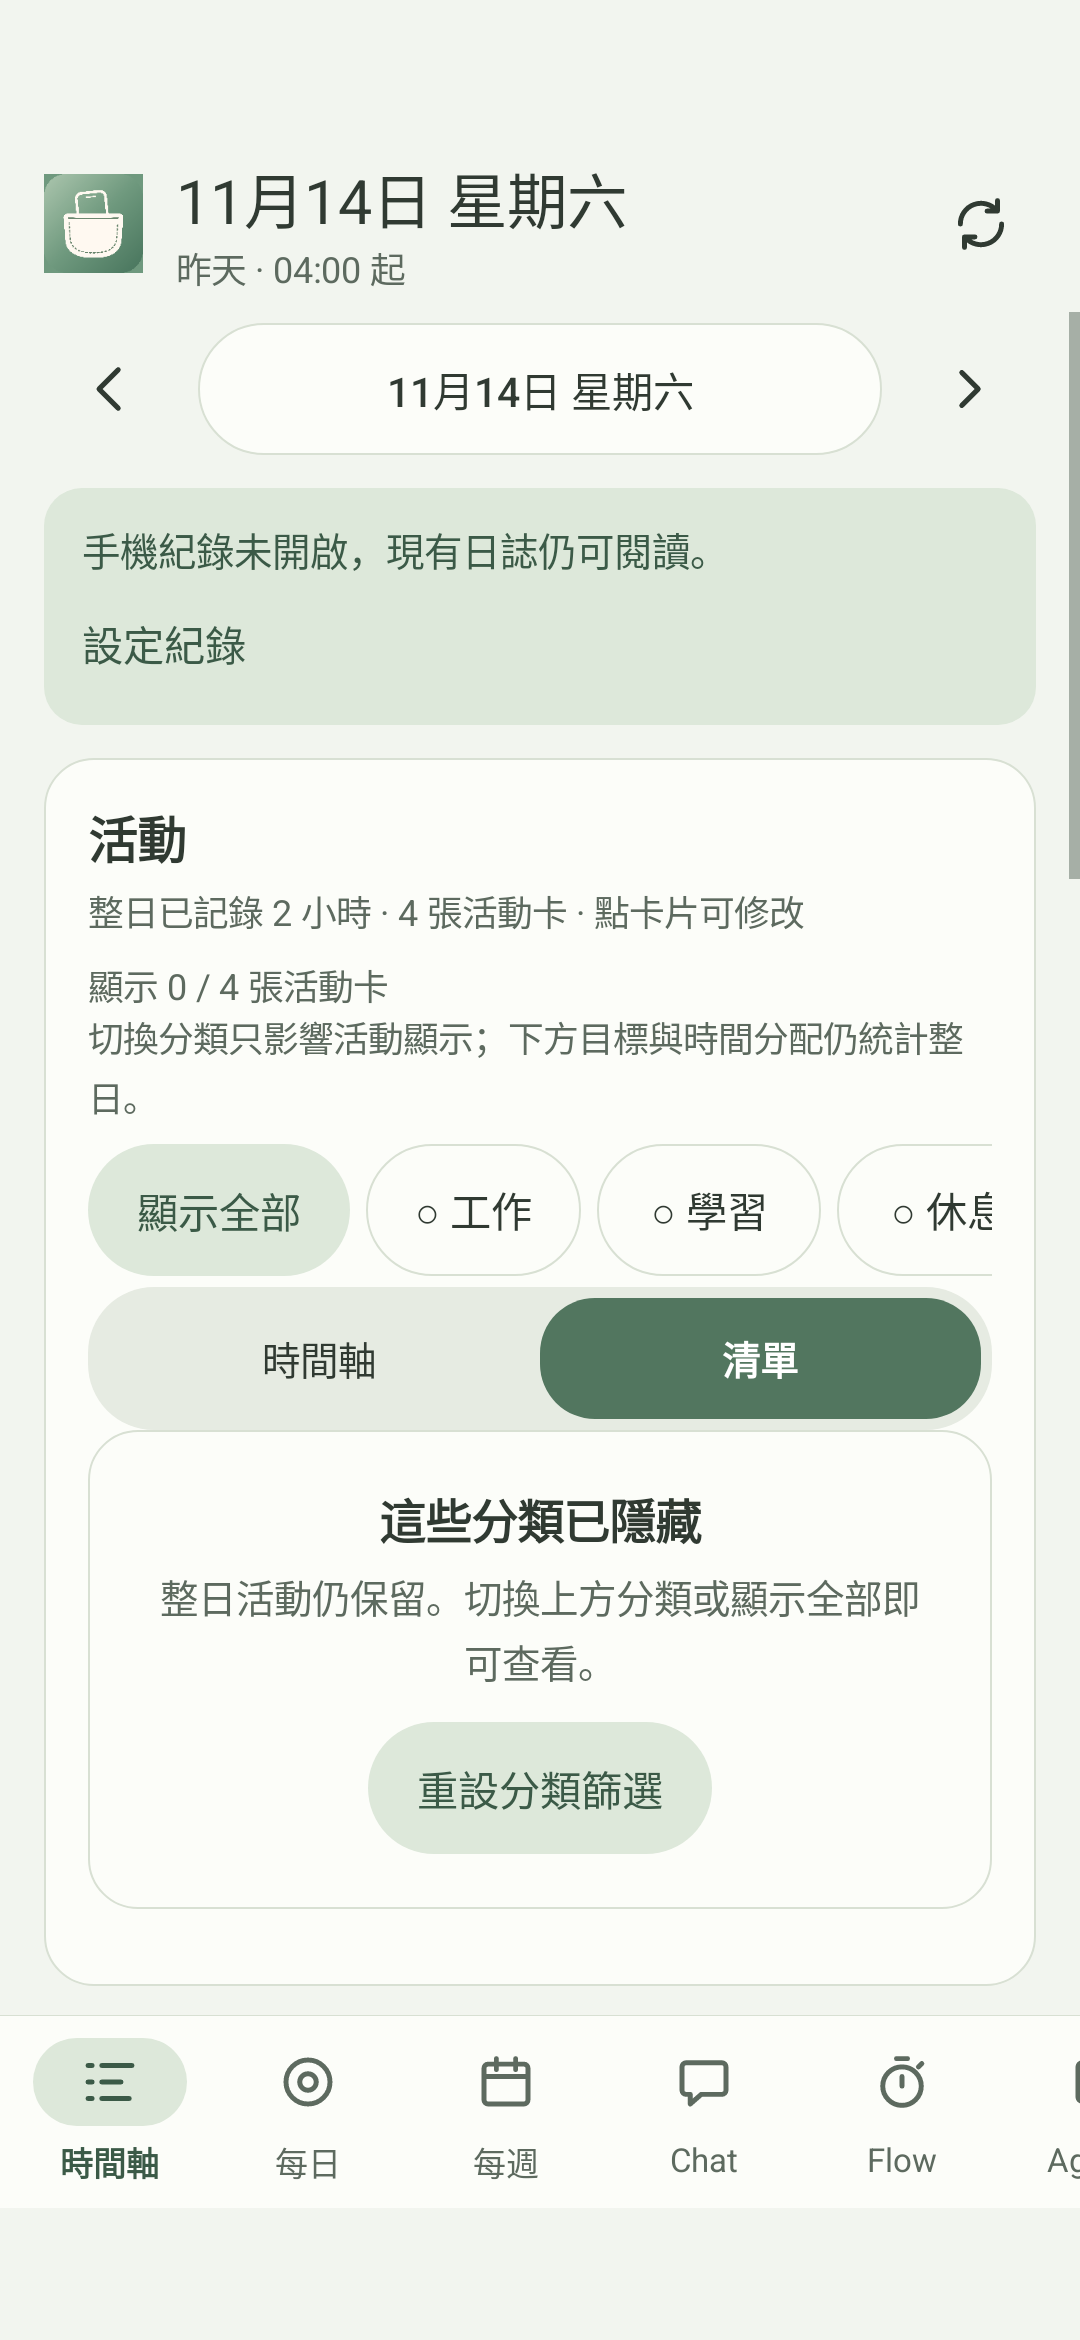 11月14日 星期六
昨天 · 04:00 起
11月14日 星期六
手機紀錄未開啟，現有日誌仍可閱讀。
設定紀錄
活動
整日已記錄 2 小時 · 4 張活動卡 · 點卡片可修改
顯示 0 / 4 張活動卡
切換分類只影響活動顯示；下方目標與時間分配仍統計整
日。
顯示全部
○ 工作
○ 學習
○ 休息
時間軸
清單
這些分類已隱藏
整日活動仍保留。切換上方分類或顯示全部即
可查看。
重設分類篩選
時間軸
每日
每週
Chat
Flow